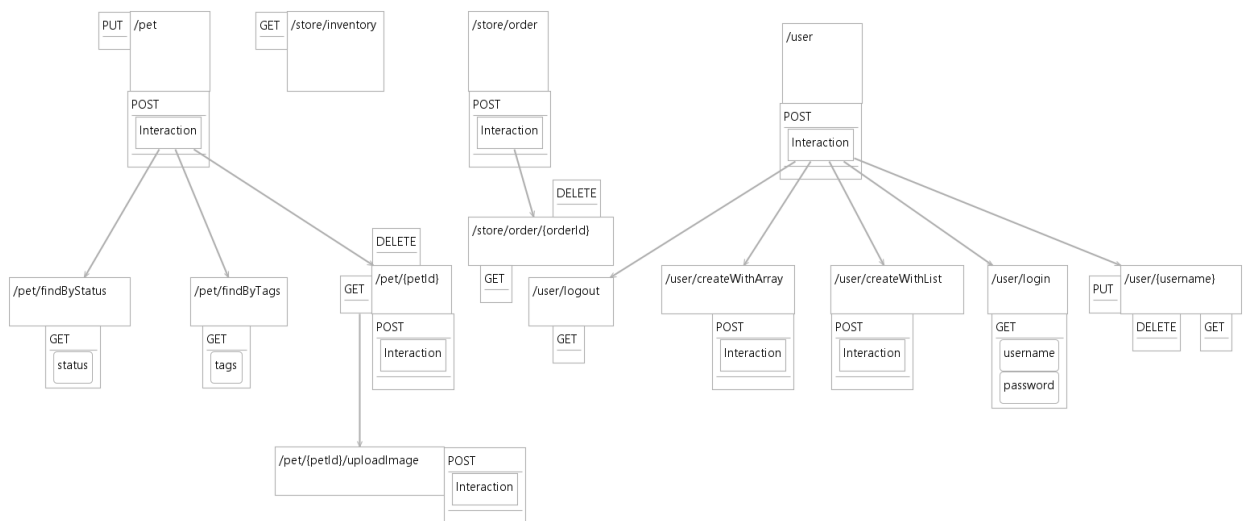 PUT
/pet
POST
Interaction
GET
/store/inventory
/store/order
POST
Interaction
/user
POST
Interaction
DELETE
/store/order/{orderId}
GET
/pet/findByStatus
GET
status
/pet/findByTags
GET
tags
DELETE
GET
/pet/{petId}
POST
Interaction
/user/logout
GET
/user/createWithArray
POST
Interaction
/user/createWithList
POST
Interaction
/user/login
GET
username
password
PUT
/user/{username}
DELETE
GET
/pet/{petId}/uploadImage
POST
Interaction